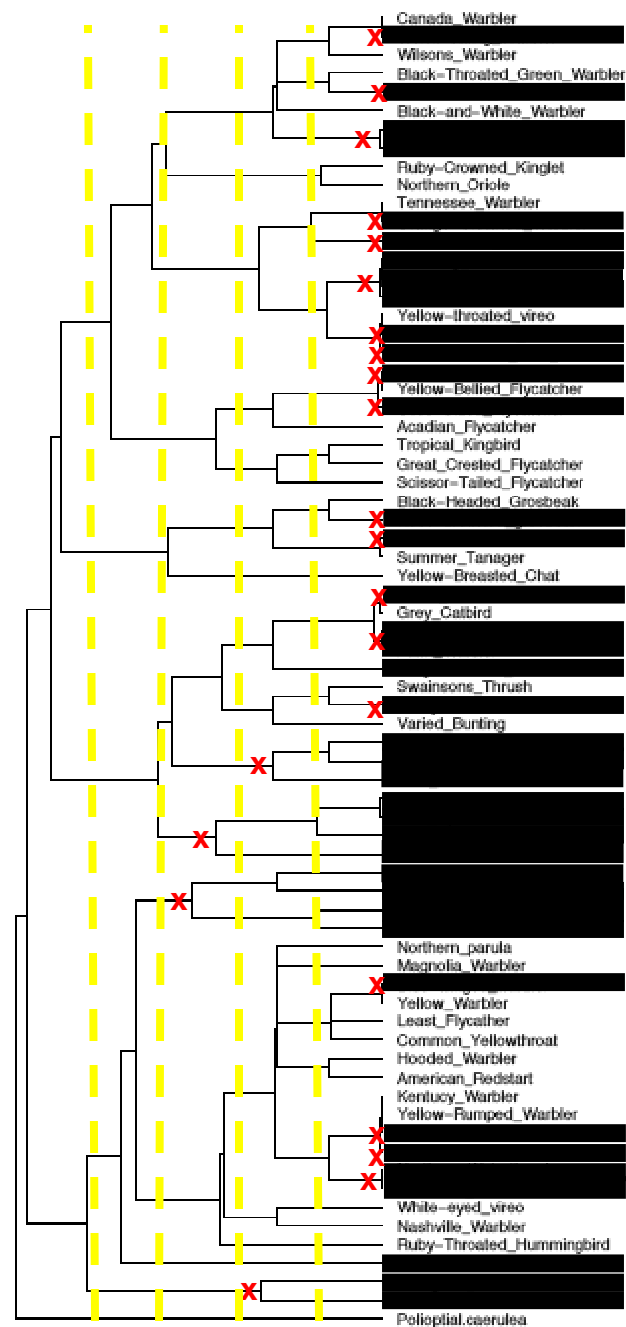 Canada_Warbler
X
Wilsons_Warbler
Black-Throated_Green_Warbler
X
Black-and-White_Warbler
X
Ruby-Crowned_Kinglet
Northern_Oriole
Tennessee_Warbler
X
X
X
Yellow-throated_vireo
X
X
X
Yellow-Bellied_Flycatcher
X
Acadian_Flycatcher
Tropical_Kingbird
Great_Crested_Flycatcher
Scissor-Tailed_Flycatcher
Black-Headed_Grosbeak
X
X
Summer_Tanager
Yellow-Breasted_Chat
X
Grey_Catbird
X
Swainsons_Thrush
X
Varied_Bunting
X
X
X
Northern_parula
Magnolia_Warbler
X
Yellow_Warbler
Least_Flycather
Common_Yellowthroat
Hooded_Warbler
American_Redstart
Kentucy_Warbler
Yellow-Rumped_Warbler
X
X
X
White-eyed_vireo
Nashville_Warbler
Ruby-Throated_Hummingbird
X
Polioptial.caerulea